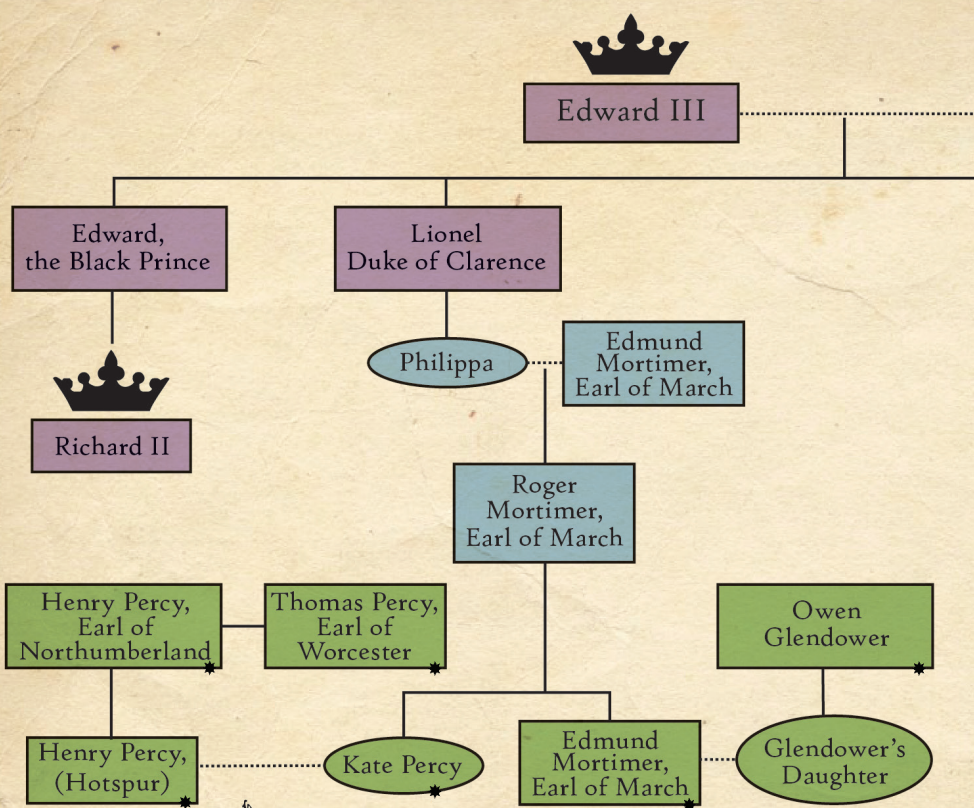 Edward III
Edward,
the Black Prince
Lionel
Duke of Clarence
Philippa
Edmund
Mortimer,
Earl of March
Richard II
Roger
Mortimer,
Earl of March
Henry Percy,
Earl of
Northumberland
Thomas Percy,
Earl of
Worcester
Owen
Glendower
Henry Percy,
(Hotspur)
Kate Percy
Edmund
Mortimer,
Earl of March
Glendower's
Daughter